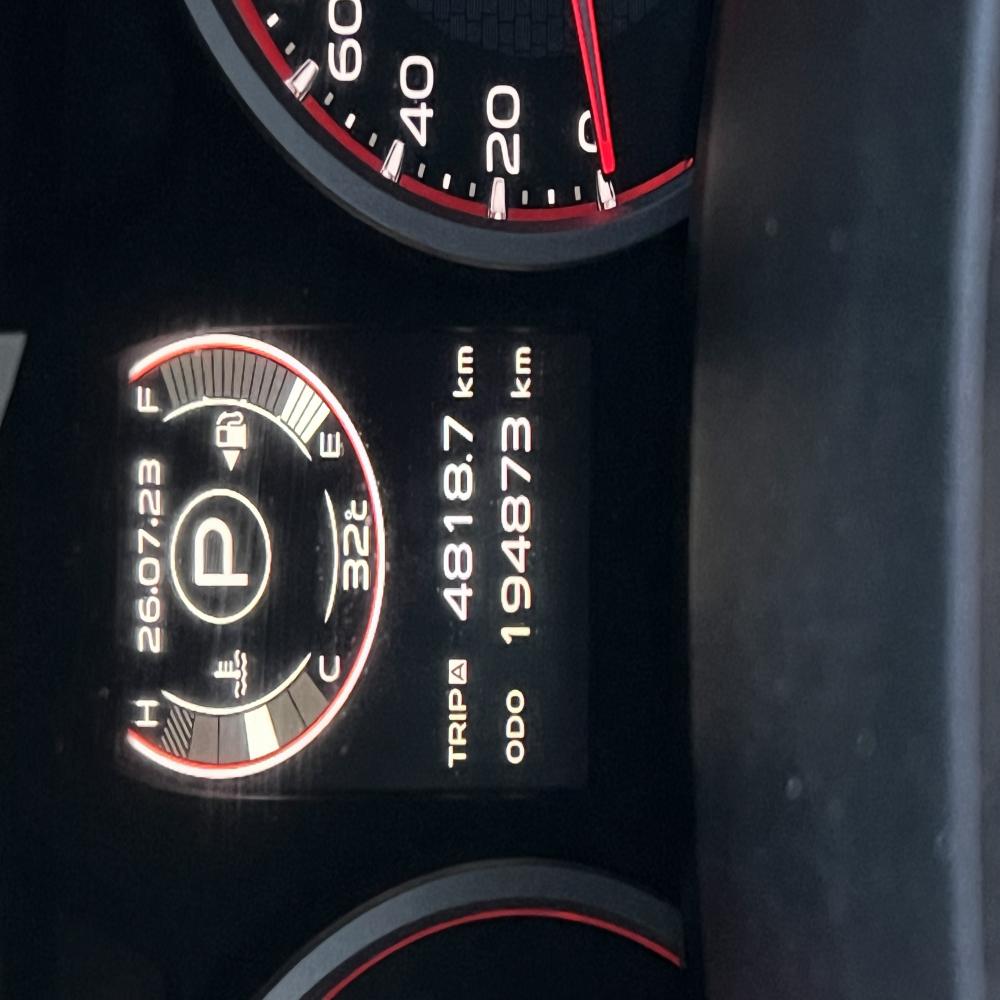 26.07.23
H F
P
C E
32°C
TRIP A 4818.7 km
ODO 194873 km
0
20
40
60